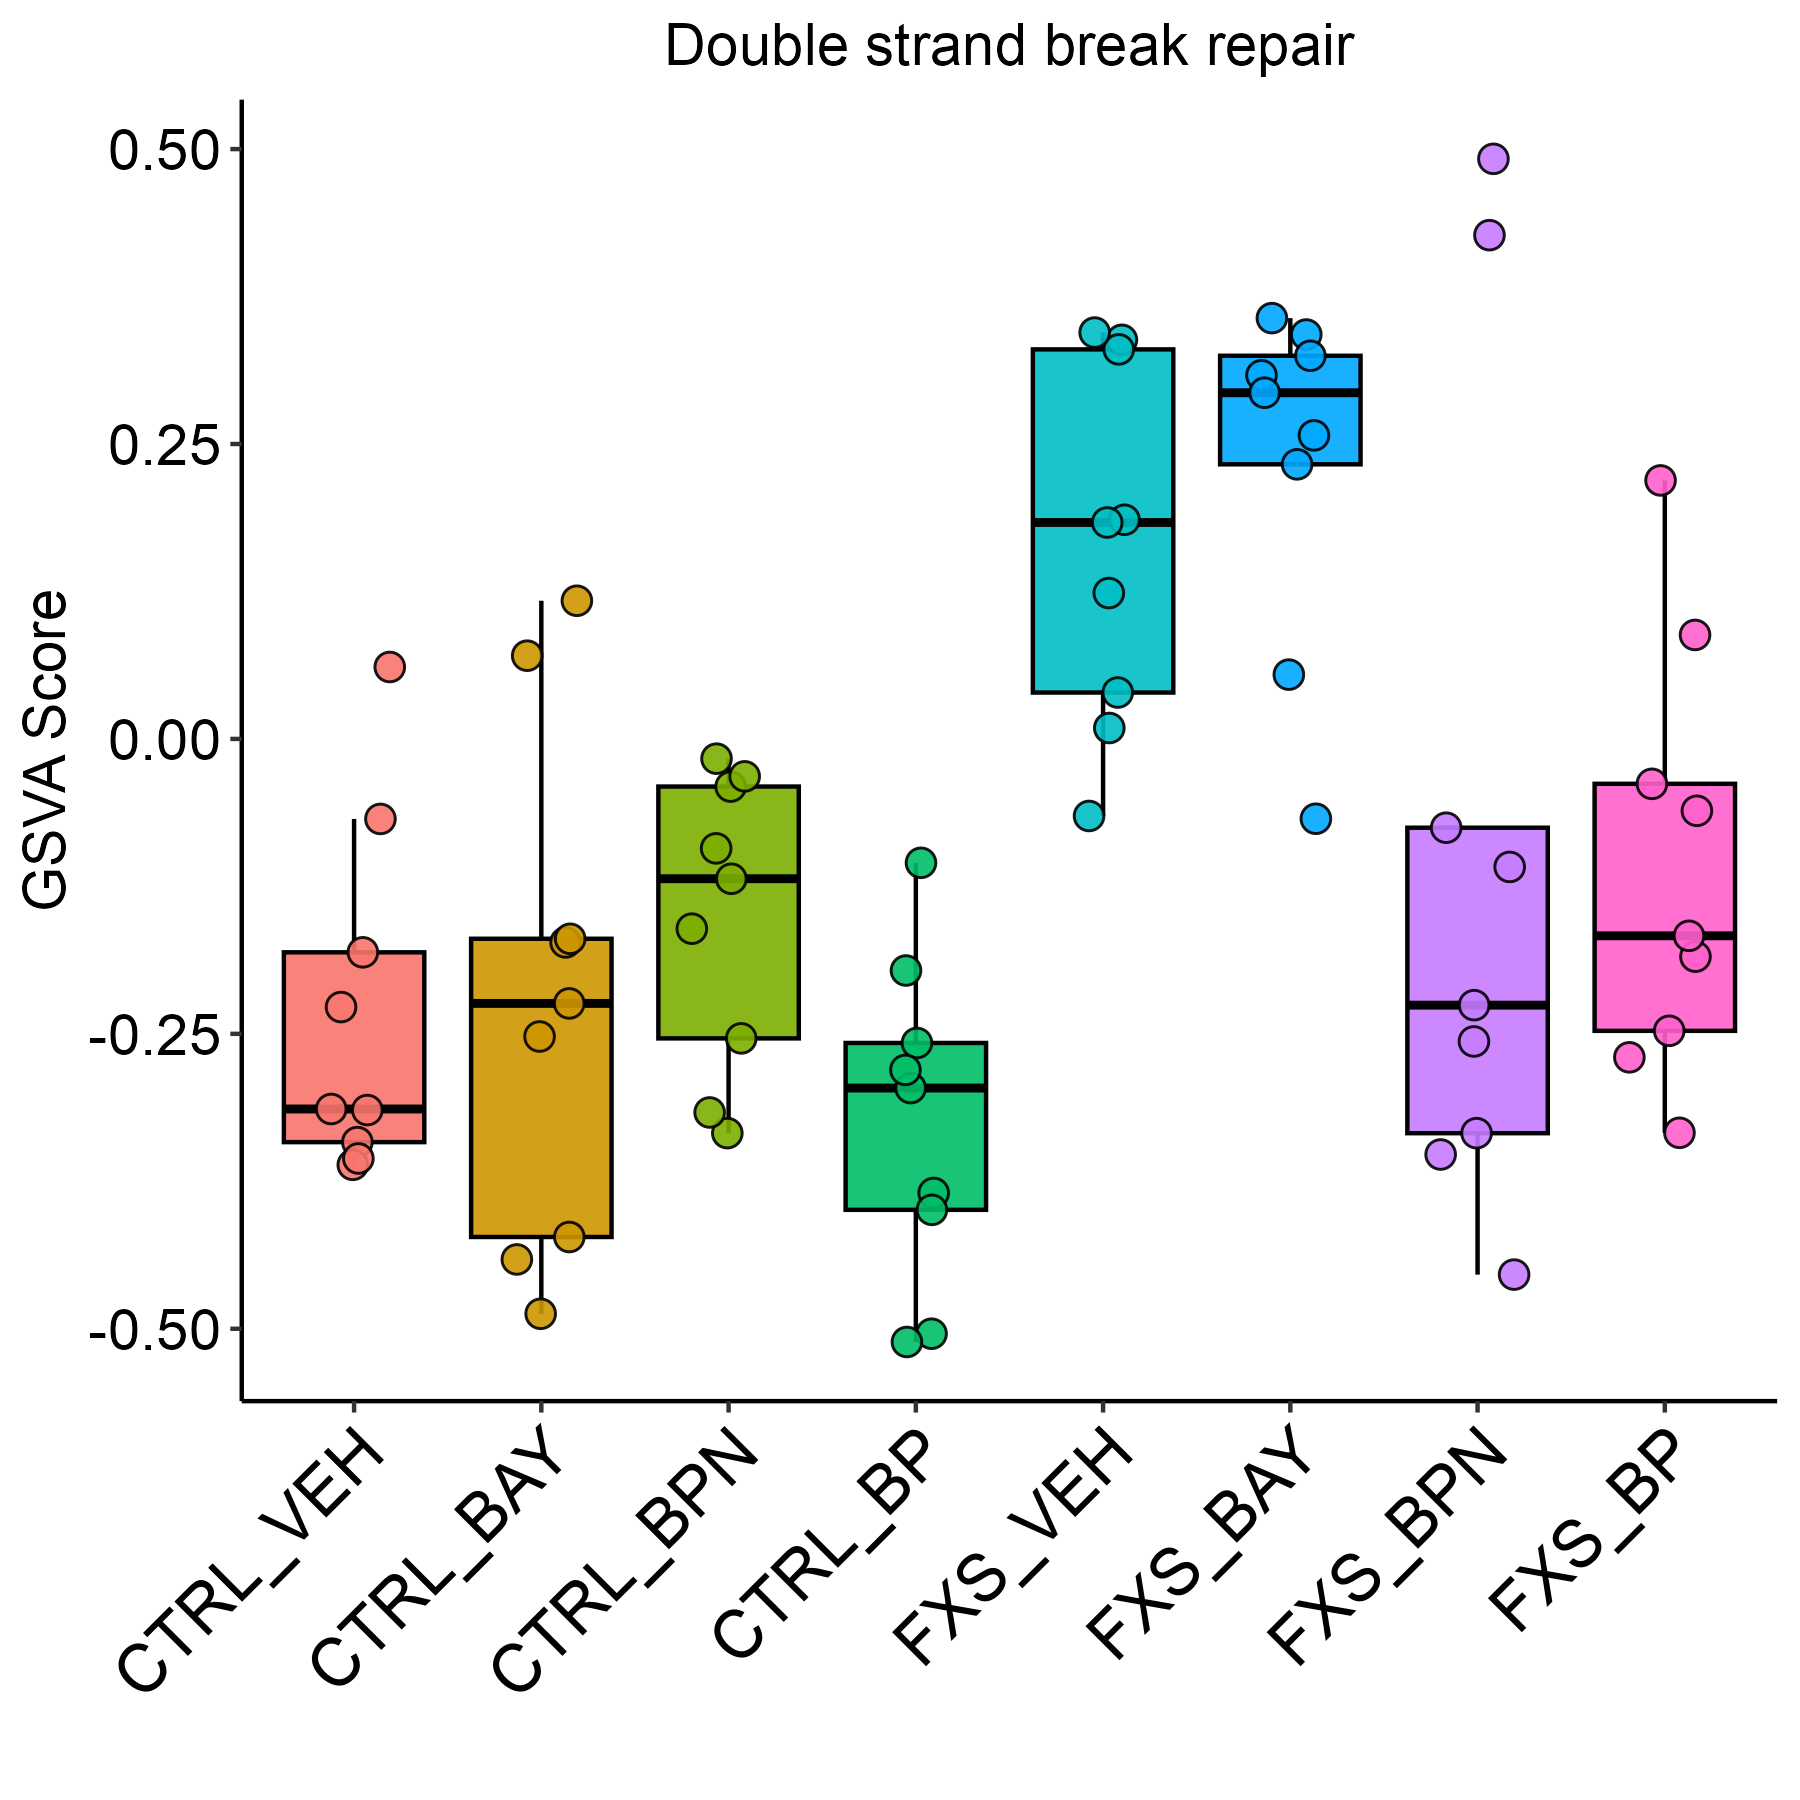 Double strand break repair
GSVA Score
0.50
0.25
0.00
-0.25
-0.50
CTRL_VEH
CTRL_BAY
CTRL_BPN
CTRL_BP
FXS_VEH
FXS_BAY
FXS_BPN
FXS_BP